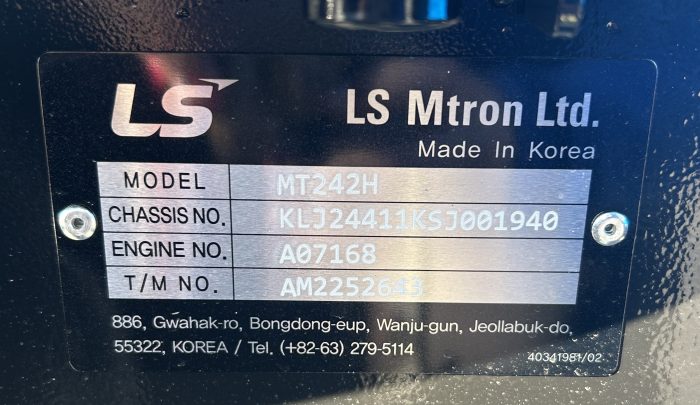 LS
LS Mtron Ltd.
Made In Korea
MODEL MT242H
CHASSIS NO. KLJ24411KSJ001940
ENGINE NO. A07168
T/M NO. AM2252643
886, Gwahak-ro, Bongdong-eup, Wanju-gun, Jeollabuk-do,
55322, KOREA / Tel. (+82-63) 279-5114
40341981/02